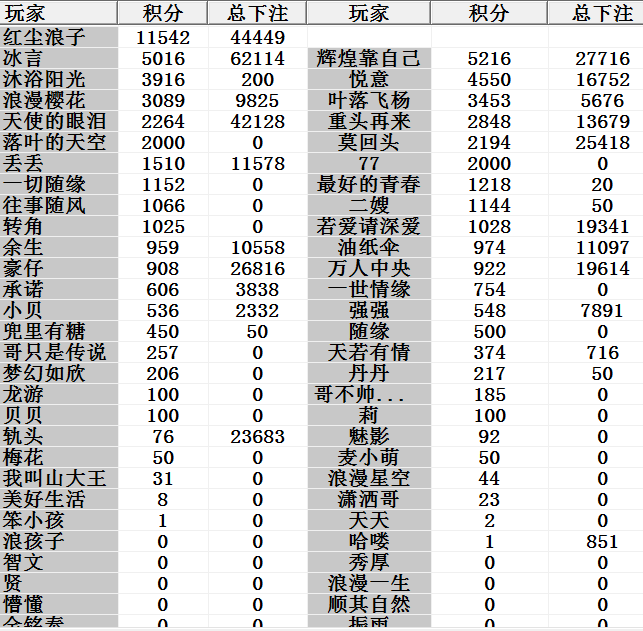 玩家 积分 总下注 玩家 积分 总下注
红尘浪子 11542 44449
冰言 5016 62114 辉煌靠自己 5216 27716
沐浴阳光 3916 200 悦意 4550 16752
浪漫樱花 3089 9825 叶落飞杨 3453 5676
天使的眼泪 2264 42128 重头再来 2848 13679
落叶的天空 2000 0 莫回头 2194 25418
丢丢 1510 11578 77 2000 0
一切随缘 1152 0 最好的青春 1218 20
往事随风 1066 0 二嫂 1144 50
转角 1025 0 若爱请深爱 1028 19341
余生 959 10558 油纸伞 974 11097
豪仔 908 26816 万人中央 922 19614
承诺 606 3838 一世情缘 754 0
小贝 536 2332 强强 548 7891
兜里有糖 450 50 随缘 500 0
哥只是传说 257 0 天若有情 374 716
梦幻如欣 206 0 丹丹 217 50
龙游 100 0 哥不帅... 185 0
贝贝 100 0 莉 100 0
轨头 76 23683 魅影 92 0
梅花 50 0 麦小萌 50 0
我叫山大王 31 0 浪漫星空 44 0
美好生活 8 0 潇洒哥 23 0
笨小孩 1 0 天天 2 0
浪孩子 0 0 哈喽 1 851
智文 0 0 秀厚 0 0
贤 0 0 浪漫一生 0 0
懵懂 0 0 顺其自然 0 0
0 0 0 0